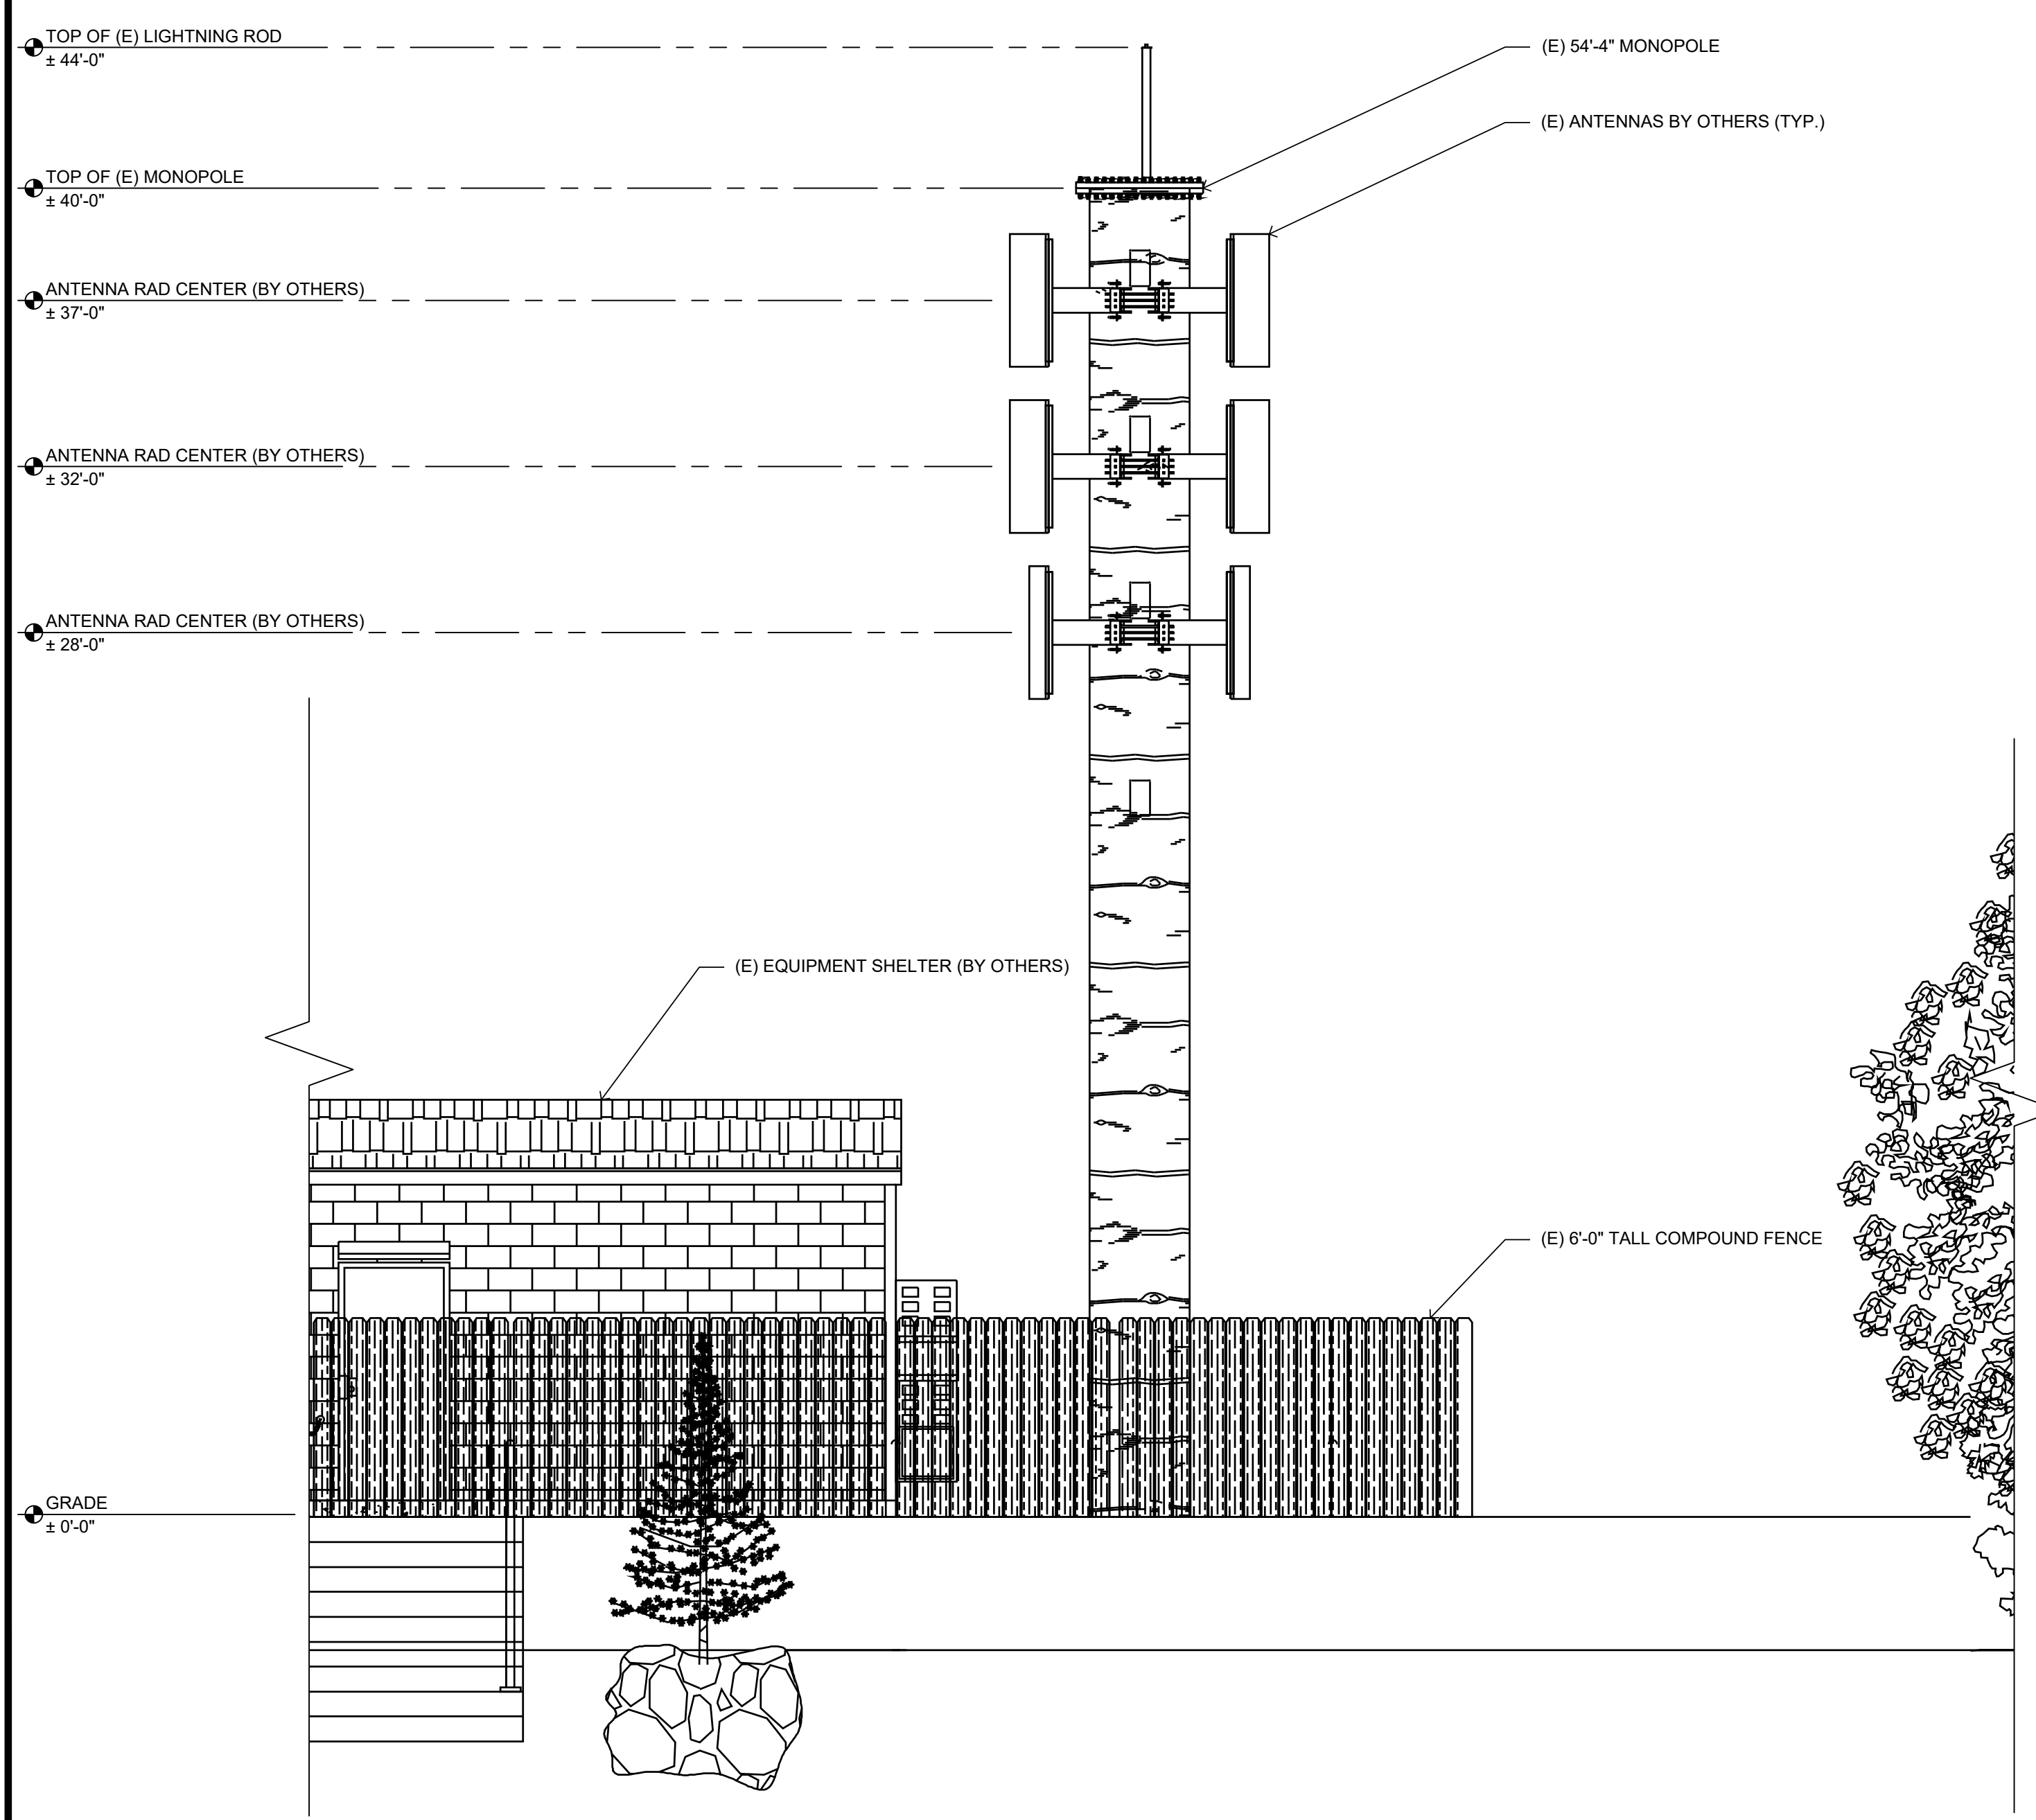 TOP OF (E) LIGHTNING ROD
± 44'-0"
(E) 54'-4" MONOPOLE
(E) ANTENNAS BY OTHERS (TYP.)
TOP OF (E) MONOPOLE
± 40'-0"
ANTENNA RAD CENTER (BY OTHERS)
± 37'-0"
ANTENNA RAD CENTER (BY OTHERS)
± 32'-0"
ANTENNA RAD CENTER (BY OTHERS)
± 28'-0"
(E) EQUIPMENT SHELTER (BY OTHERS)
(E) 6'-0" TALL COMPOUND FENCE
GRADE
± 0'-0"